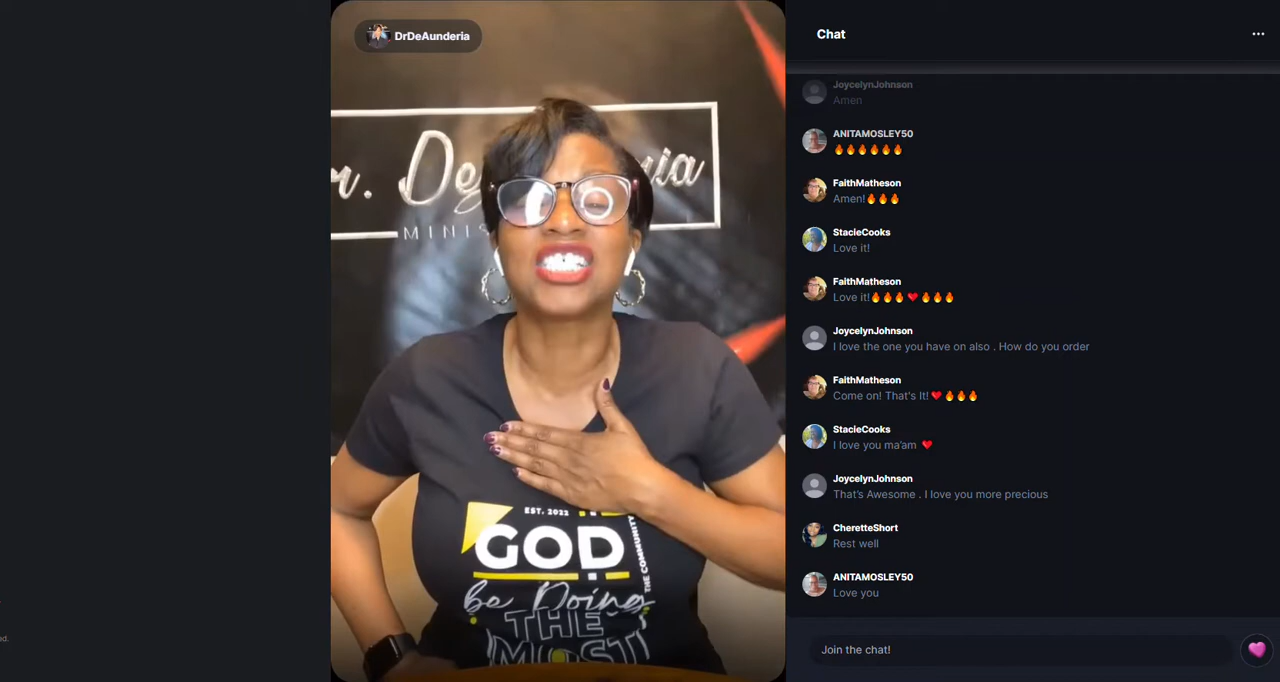 DrDeAunderia
MINIS
EST. 2022
GOD
THE COMMUNITY
be Doing
THE
MOST
Chat
JoycelynJohnson
Amen
ANITAMOSLEY50
🔥🔥🔥🔥🔥🔥
FaithMatheson
Amen!🔥🔥🔥
StacieCooks
Love it!
FaithMatheson
Love it!🔥🔥🔥❤️🔥🔥🔥
JoycelynJohnson
I love the one you have on also . How do you order
FaithMatheson
Come on! That's It!❤️🔥🔥🔥
StacieCooks
I love you ma'am ❤️
JoycelynJohnson
That's Awesome . I love you more precious
CheretteShort
Rest well
ANITAMOSLEY50
Love you
Join the chat!